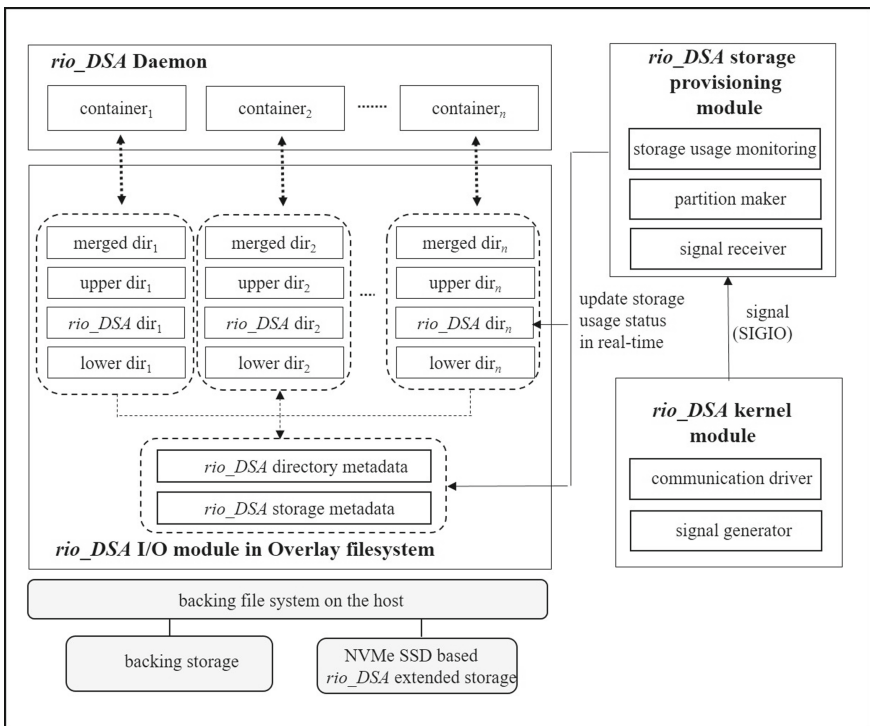 rio_DSA Daemon
container1
container2
.......
containern
merged dir1
upper dir1
rio_DSA dir1
lower dir1
merged dir2
upper dir2
rio_DSA dir2
lower dir2
....
merged dirn
upper dirn
rio_DSA dirn
lower dirn
rio_DSA directory metadata
rio_DSA storage metadata
rio_DSA I/O module in Overlay filesystem
backing file system on the host
backing storage
NVMe SSD based
rio_DSA extended storage
rio_DSA storage
provisioning
module
storage usage monitoring
partition maker
signal receiver
update storage
usage status
in real-time
signal
(SIGIO)
rio_DSA kernel
module
communication driver
signal generator